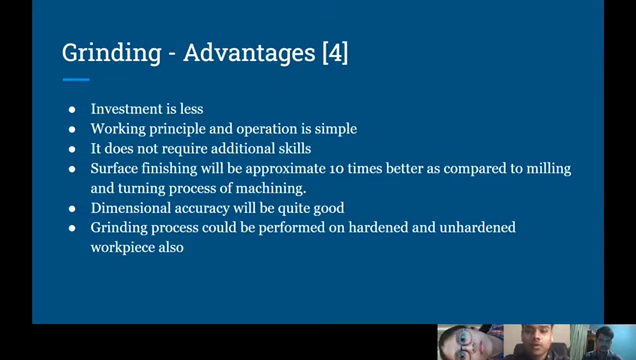 Grinding - Advantages [4]
● Investment is less
● Working principle and operation is simple
● It does not require additional skills
● Surface finishing will be approximate 10 times better as compared to milling
and turning process of machining.
● Dimensional accuracy will be quite good
● Grinding process could be performed on hardened and unhardened
workpiece also